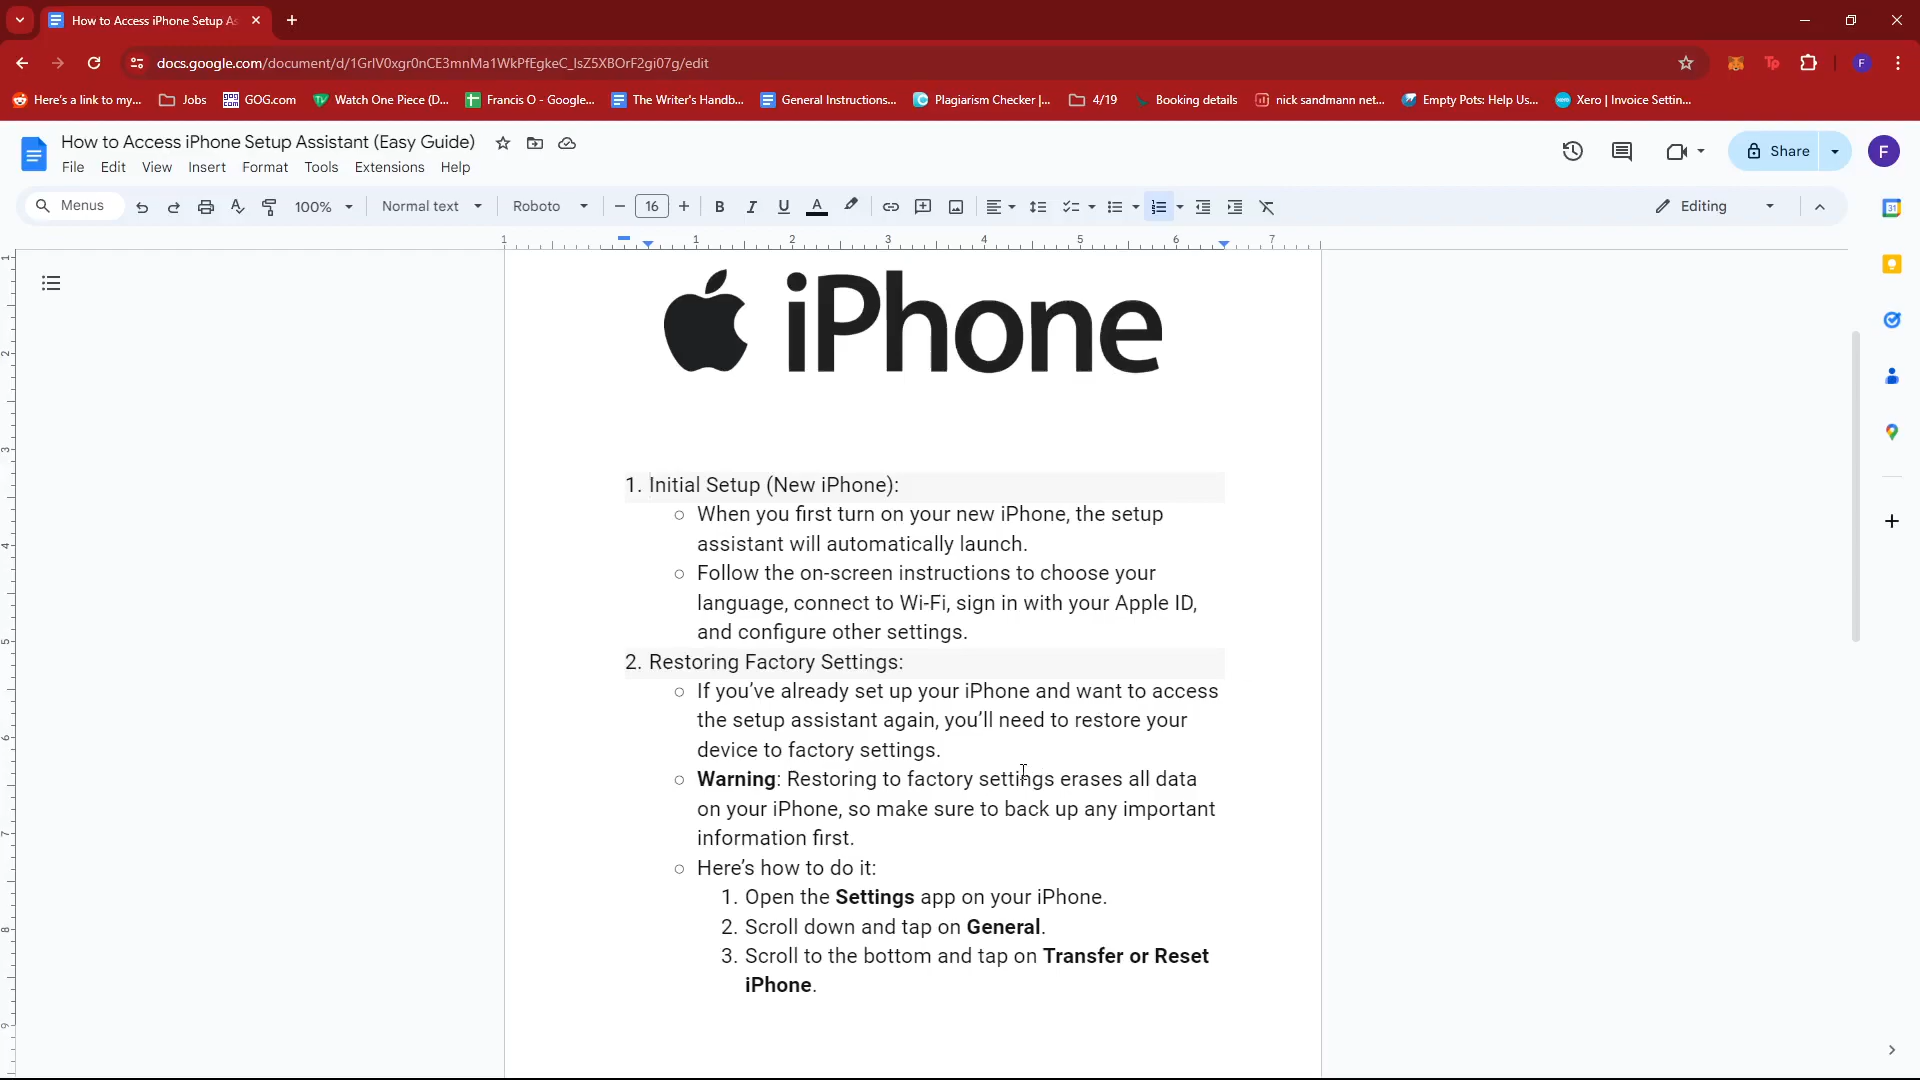 How to Access iPhone Setup As
docs.google.com/document/d/1GrlV0xgr0nCE3mnMa1WkPfEgkeC_lsZ5XBOrF2gi07g/edit
Here's a link to my... Jobs GOG.com Watch One Piece (D... Francis O - Google... The Writer's Handb... General Instructions... Plagiarism Checker |... 4/19 Booking details nick sandmann net... Empty Pots: Help Us... Xero | Invoice Settin...
How to Access iPhone Setup Assistant (Easy Guide)
File Edit View Insert Format Tools Extensions Help
Share F
Menus 100% Normal text Roboto 16 B I U A Editing
1 1 2 3 4 5 6 7
iPhone
1. Initial Setup (New iPhone):
○ When you first turn on your new iPhone, the setup
assistant will automatically launch.
○ Follow the on-screen instructions to choose your
language, connect to Wi-Fi, sign in with your Apple ID,
and configure other settings.
2. Restoring Factory Settings:
○ If you've already set up your iPhone and want to access
the setup assistant again, you'll need to restore your
device to factory settings.
○ Warning: Restoring to factory settings erases all data
on your iPhone, so make sure to back up any important
information first.
○ Here's how to do it:
1. Open the Settings app on your iPhone.
2. Scroll down and tap on General.
3. Scroll to the bottom and tap on Transfer or Reset
iPhone.